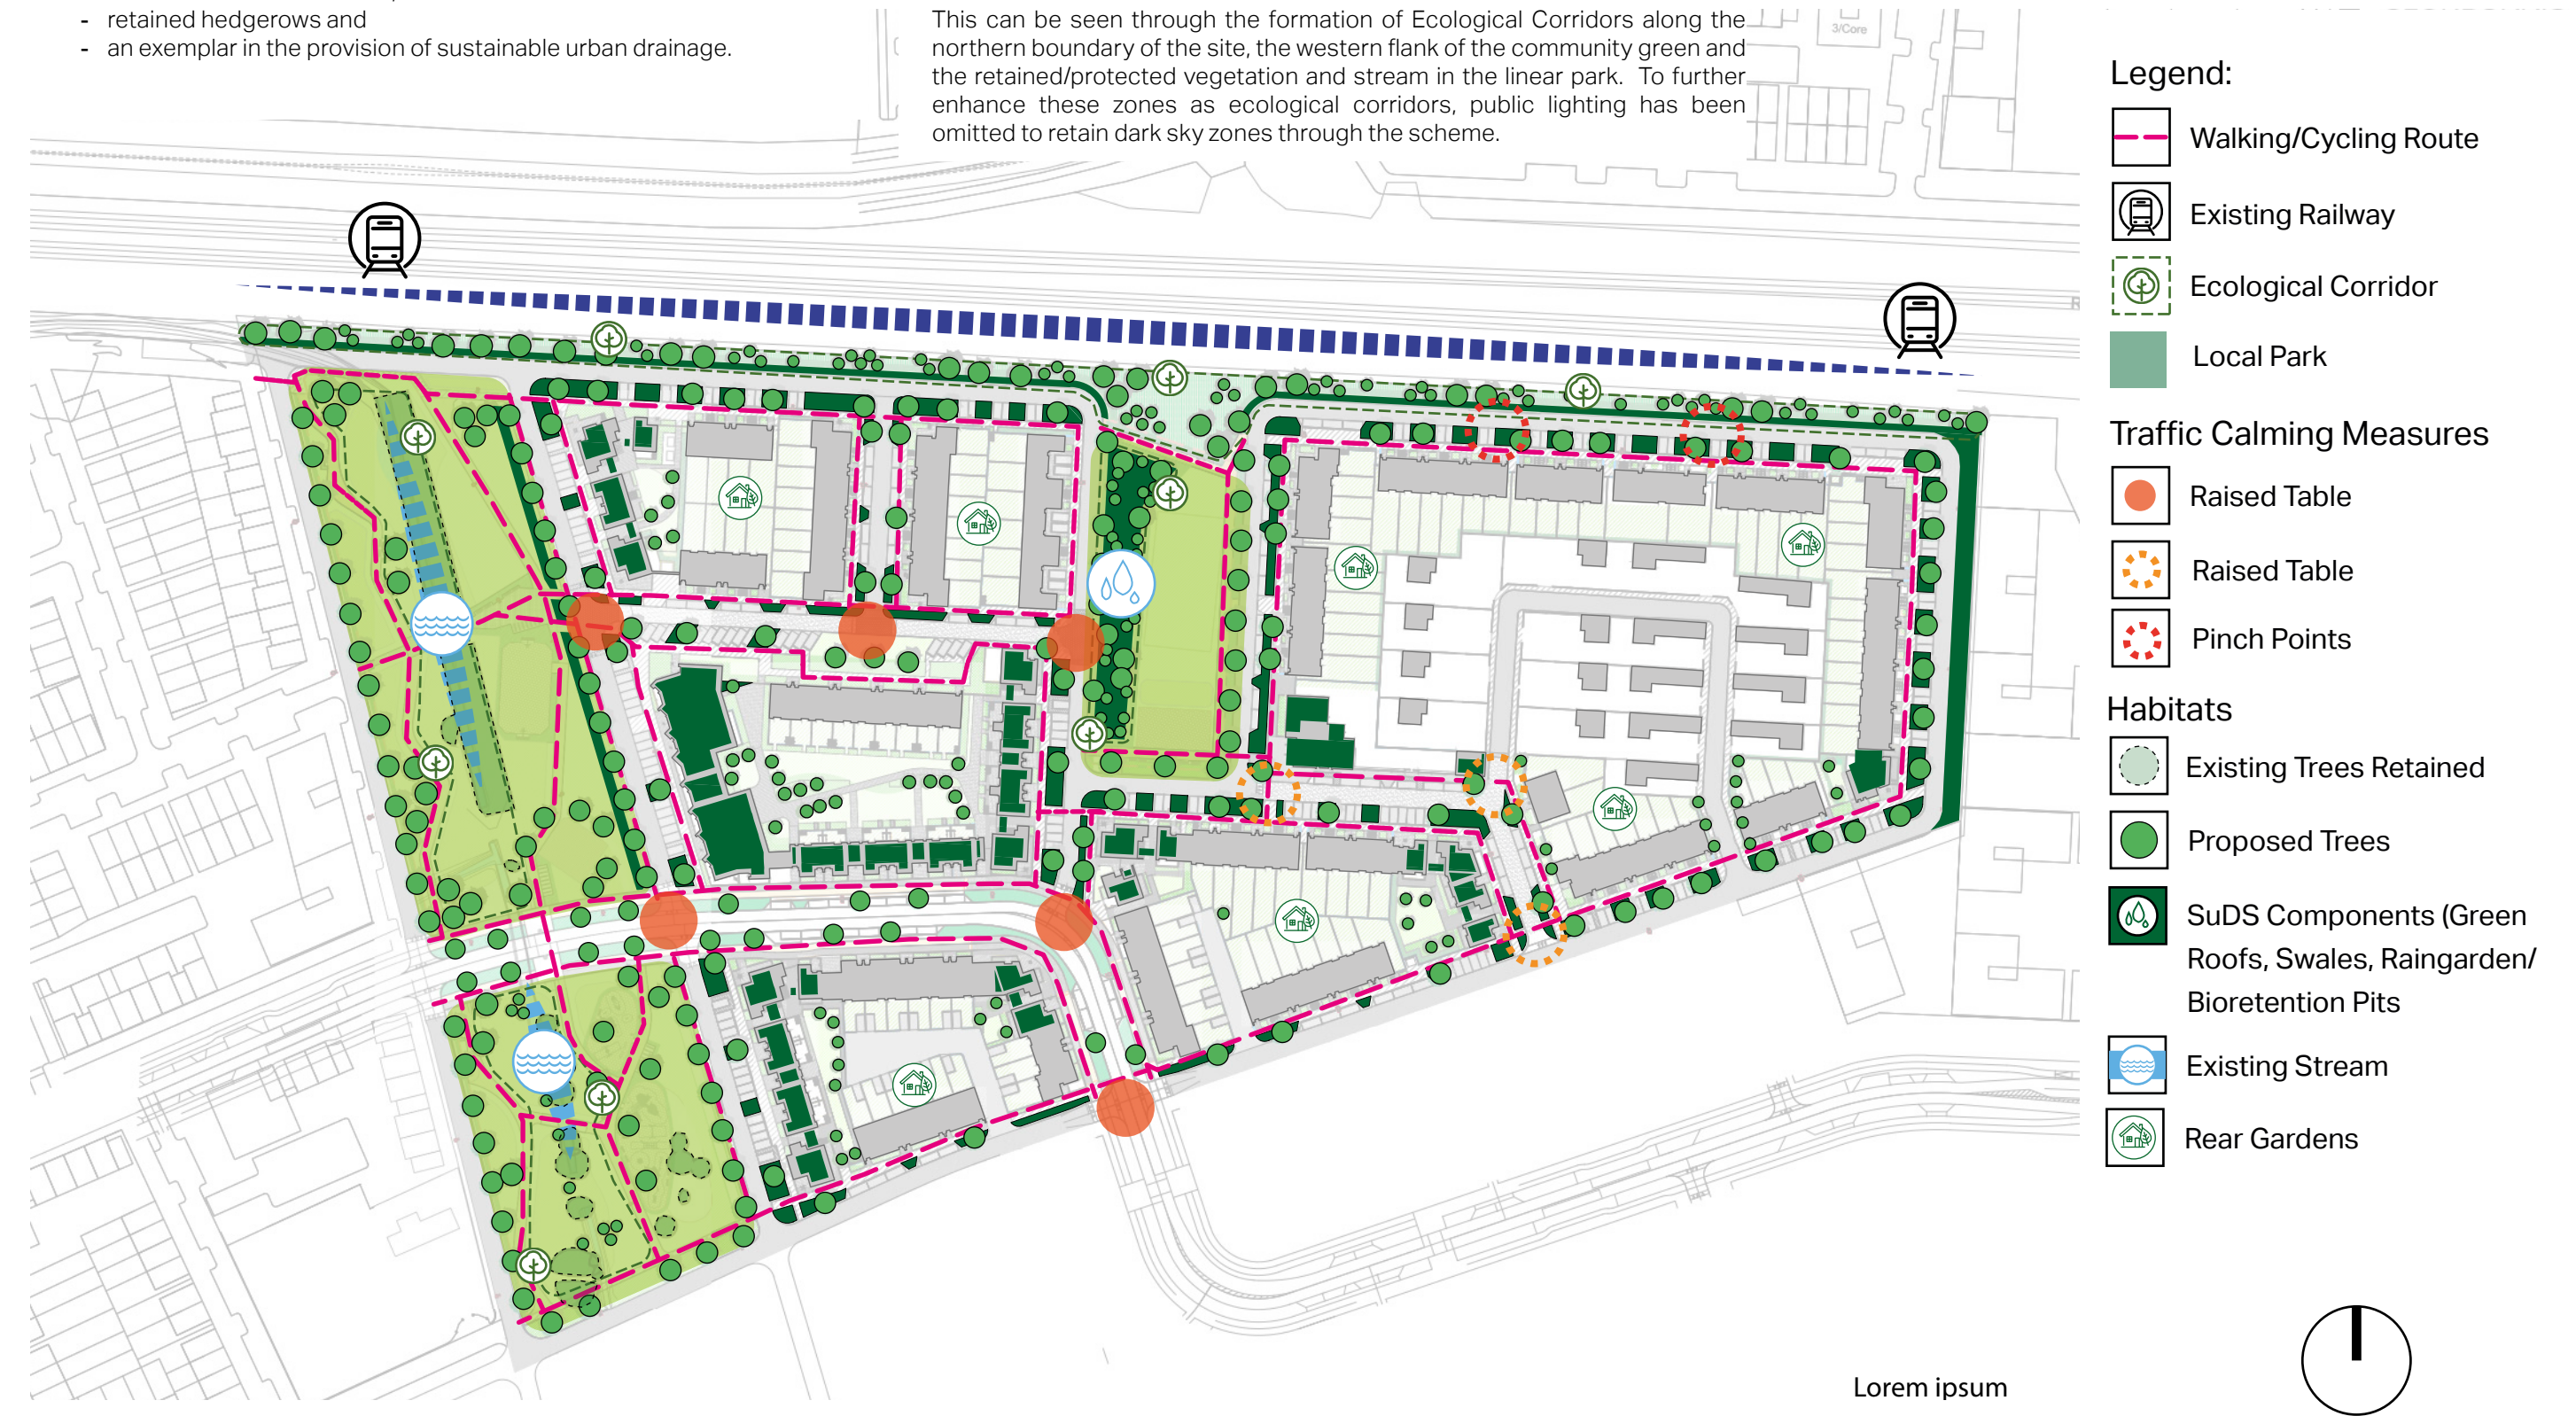 - retained hedgerows and
- an exemplar in the provision of sustainable urban drainage.
This can be seen through the formation of Ecological Corridors along the
northern boundary of the site, the western flank of the community green and
the retained/protected vegetation and stream in the linear park. To further
enhance these zones as ecological corridors, public lighting has been
omitted to retain dark sky zones through the scheme.
3/Core
Legend:
Walking/Cycling Route
Existing Railway
Ecological Corridor
Local Park
Traffic Calming Measures
Raised Table
Raised Table
Pinch Points
Habitats
Existing Trees Retained
Proposed Trees
SuDS Components (Green
Roofs, Swales, Raingarden/
Bioretention Pits
Existing Stream
Rear Gardens
Lorem ipsum